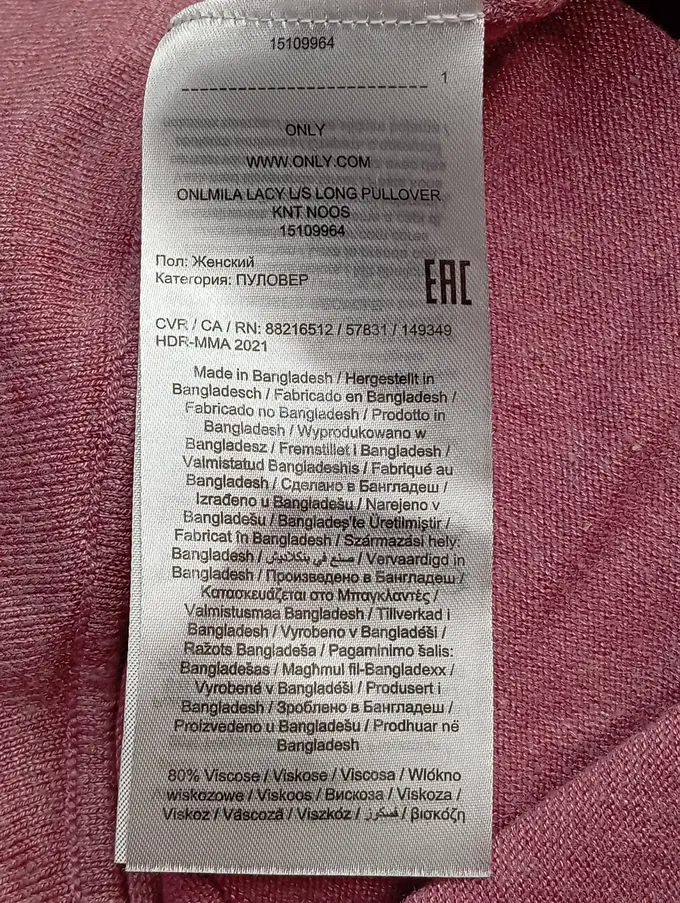 15109964
1
ONLY
WWW.ONLY.COM
ONLMILA LACY L/S LONG PULLOVER
KNT NOOS
15109964
Пол: Женский
Категория: ПУЛОВЕР
EAC
CVR / CA / RN: 88216512 / 57831 / 149349
HDR-MMA 2021
Made in Bangladesh / Hergestellt in
Bangladesch / Fabricado en Bangladesh /
Fabricado no Bangladesh / Prodotto in
Bangladesh / Wyprodukowano w
Bangladesz / Fremstillet i Bangladesh /
Valmistatud Bangladeshis / Fabriqué au
Bangladesh / Сделано в Бангладеш /
Izrađeno u Bangladešu / Narejeno v
Bangladešu / Bangladeş'te Üretilmiştir /
Fabricat în Bangladesh / Származási hely:
Bangladesh / صنع في بنكلاديش / Vervaardigd in
Bangladesh / Произведено в Бангладеш /
Κατασκευάζεται στο Μπαγκλαντές /
Valmistusmaa Bangladesh / Tillverkad i
Bangladesh / Vyrobeno v Bangladéši /
Ražots Bangladeša / Pagaminimo šalis:
Bangladešas / Magħmul fil-Bangladexx /
Vyrobené v Bangladéši / Produsert i
Bangladesh / Зроблено в Бангладеш /
Proizvedeno u Bangladešu / Prodhuar në
Bangladesh
80% Viscose / Viskose / Viscosa / Włókno
wiskozowe / Viskoos / Вискоза / Viskoza /
Viskoz / Vâscoză / Viszkóz / فسكوز / βισκόζη